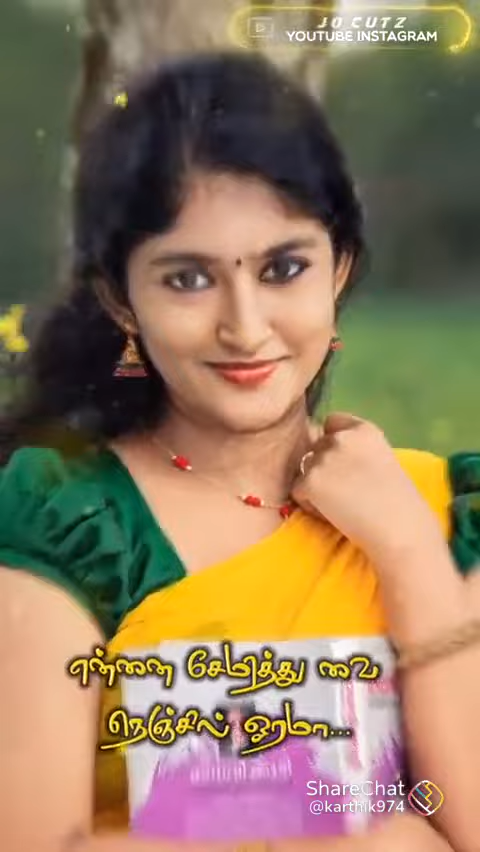 JO CUTZ
YOUTUBE INSTAGRAM
என்னை சேமித்து வை
நெஞ்சில் ஓரமா...
ShareChat
@karthik974